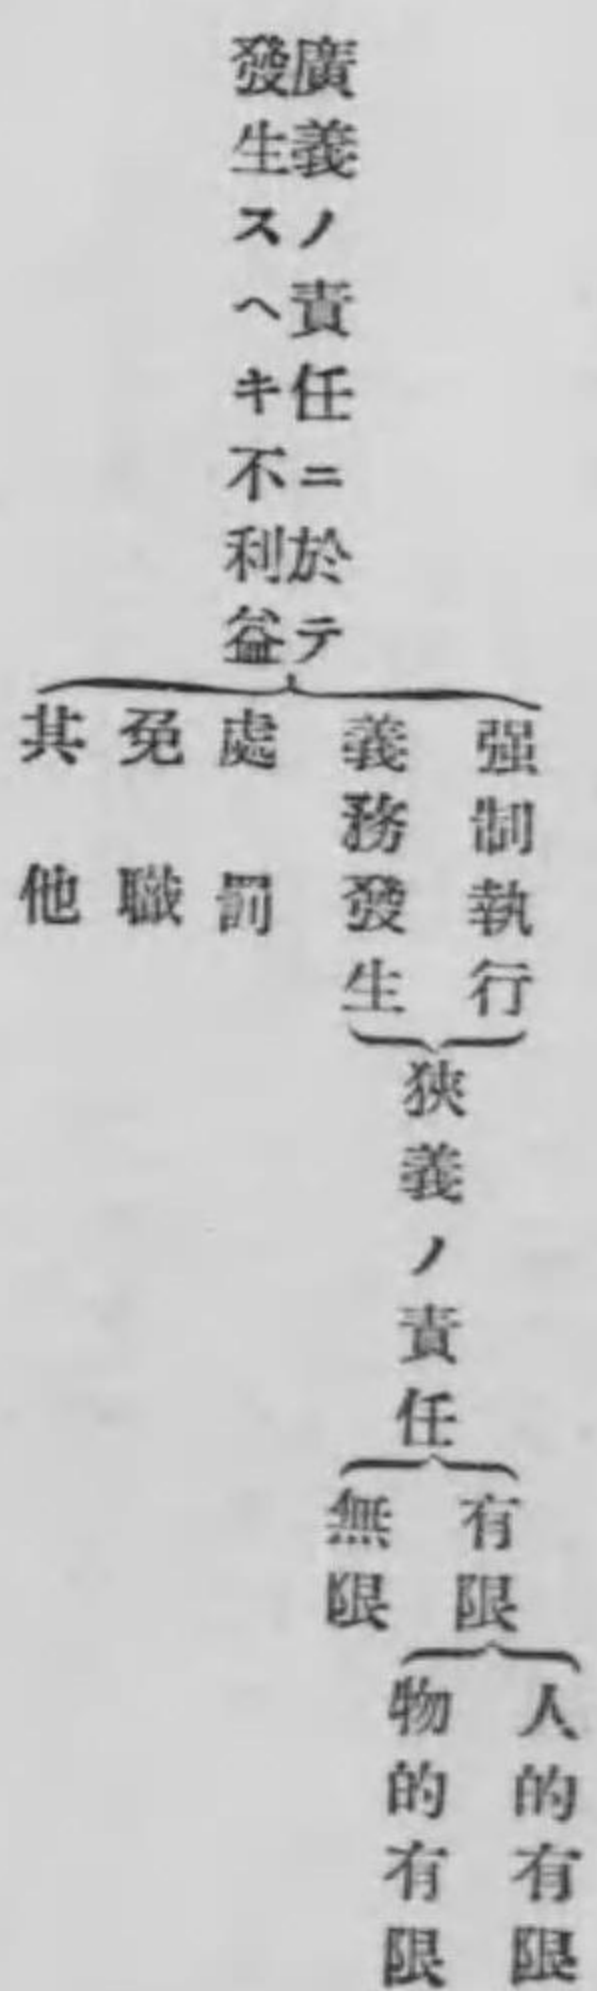 廣義ノ責任ニ於テ
發生スヘキ不利益
强制執行
義務發生
處罰
免職
其他
狹義ノ責任
有限
無限
人的有限
物的有限